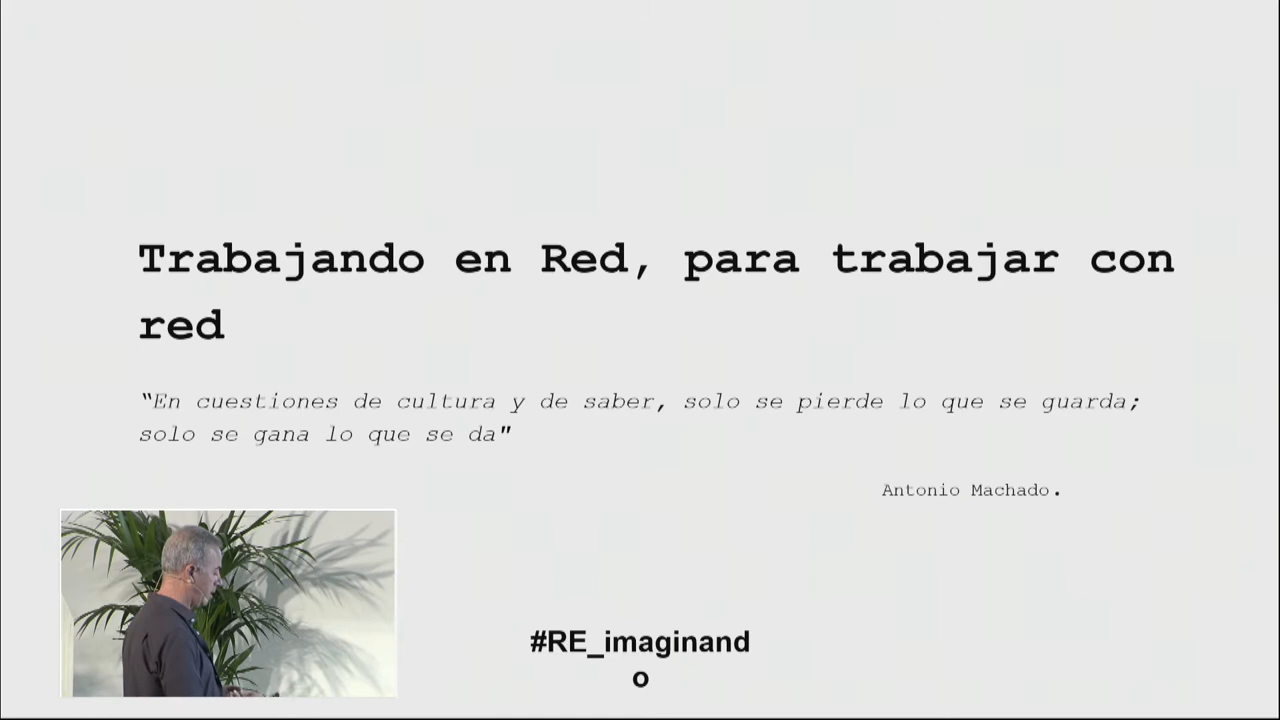 Trabajando en Red, para trabajar con
red
“En cuestiones de cultura y de saber, solo se pierde lo que se guarda;
solo se gana lo que se da"
Antonio Machado.
#RE_imaginand
o